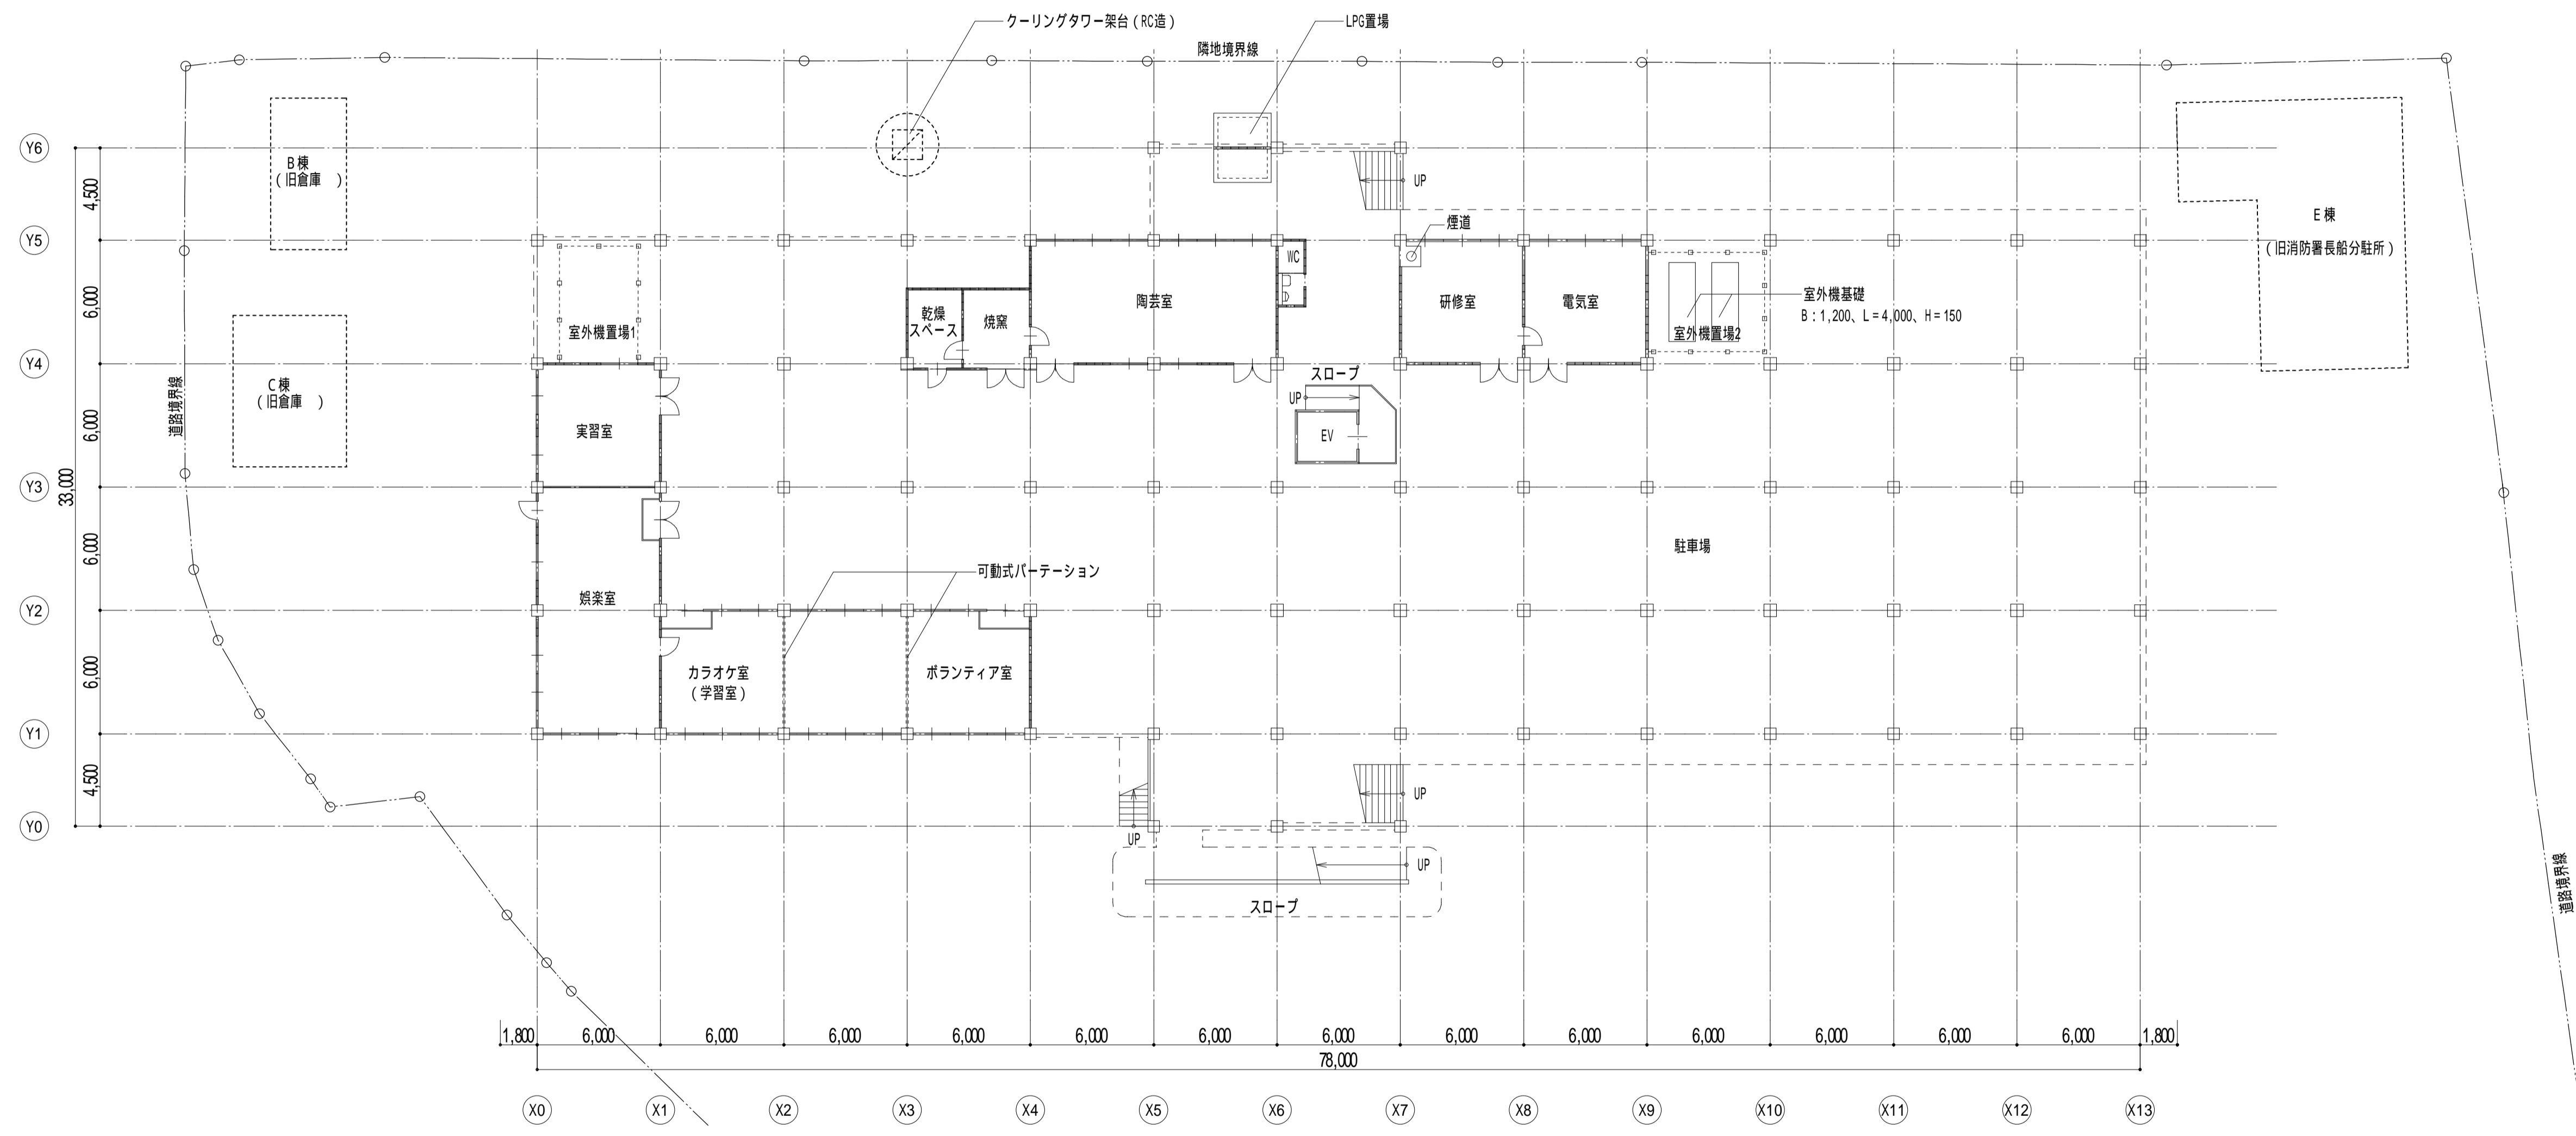 クーリングタワー架台（RC造）
LPG置場
隣地境界線
B棟
（旧倉庫　）
Y6
UP
E棟
（旧消防署長船分駐所）
4,500
煙道
Y5
WC
室外機置場1
乾燥
スペース
焼窯
陶芸室
研修室
電気室
室外機基礎
B：1,200、L＝4,000、H＝150
室外機置場2
6,000
Y4
スロープ
UP
EV
C棟
（旧倉庫　）
道路境界線
実習室
6,000
33,000
Y3
6,000
駐車場
可動式パーテーション
娯楽室
Y2
6,000
カラオケ室
（学習室）
ボランティア室
Y1
4,500
UP
Y0
UP
UP
スロープ
道路境界線
1,800
6,000
6,000
6,000
6,000
6,000
6,000
6,000
6,000
6,000
6,000
6,000
6,000
6,000
1,800
78,000
X0
X1
X2
X3
X4
X5
X6
X7
X8
X9
X10
X11
X12
X13